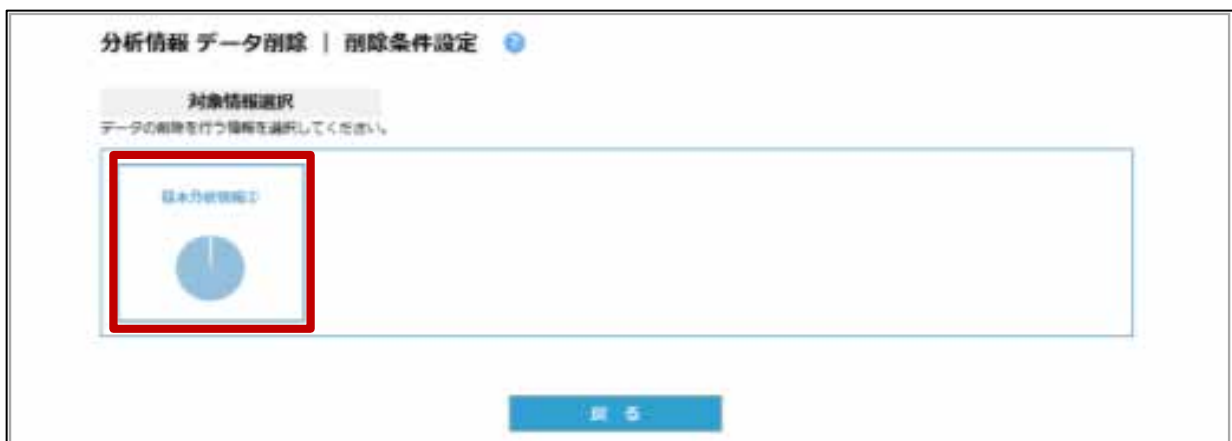 分析情報 データ削除 | 削除条件設定 ?
対象情報選択
データの削除を行う情報を選択してください。
基本分析情報②
戻 る